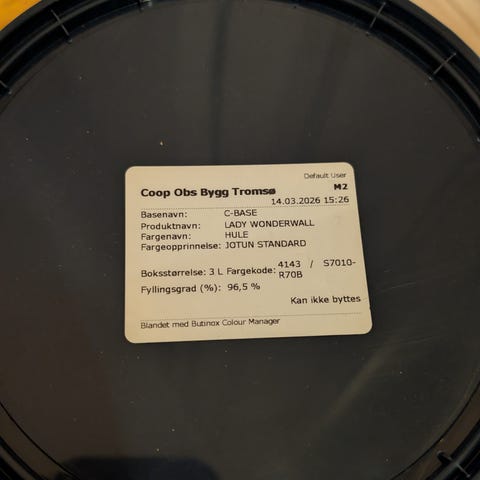 Default User
Coop Obs Bygg Tromsø M2
14.03.2026 15:26
Basenavn: C-BASE
Produktnavn: LADY WONDERWALL
Fargenavn: HULE
Fargeopprinnelse: JOTUN STANDARD
Boksstørrelse: 3 L Fargekode: 4143 / S7010-
R70B
Fyllingsgrad (%): 96,5 %
Kan ikke byttes
Blandet med Butinox Colour Manager